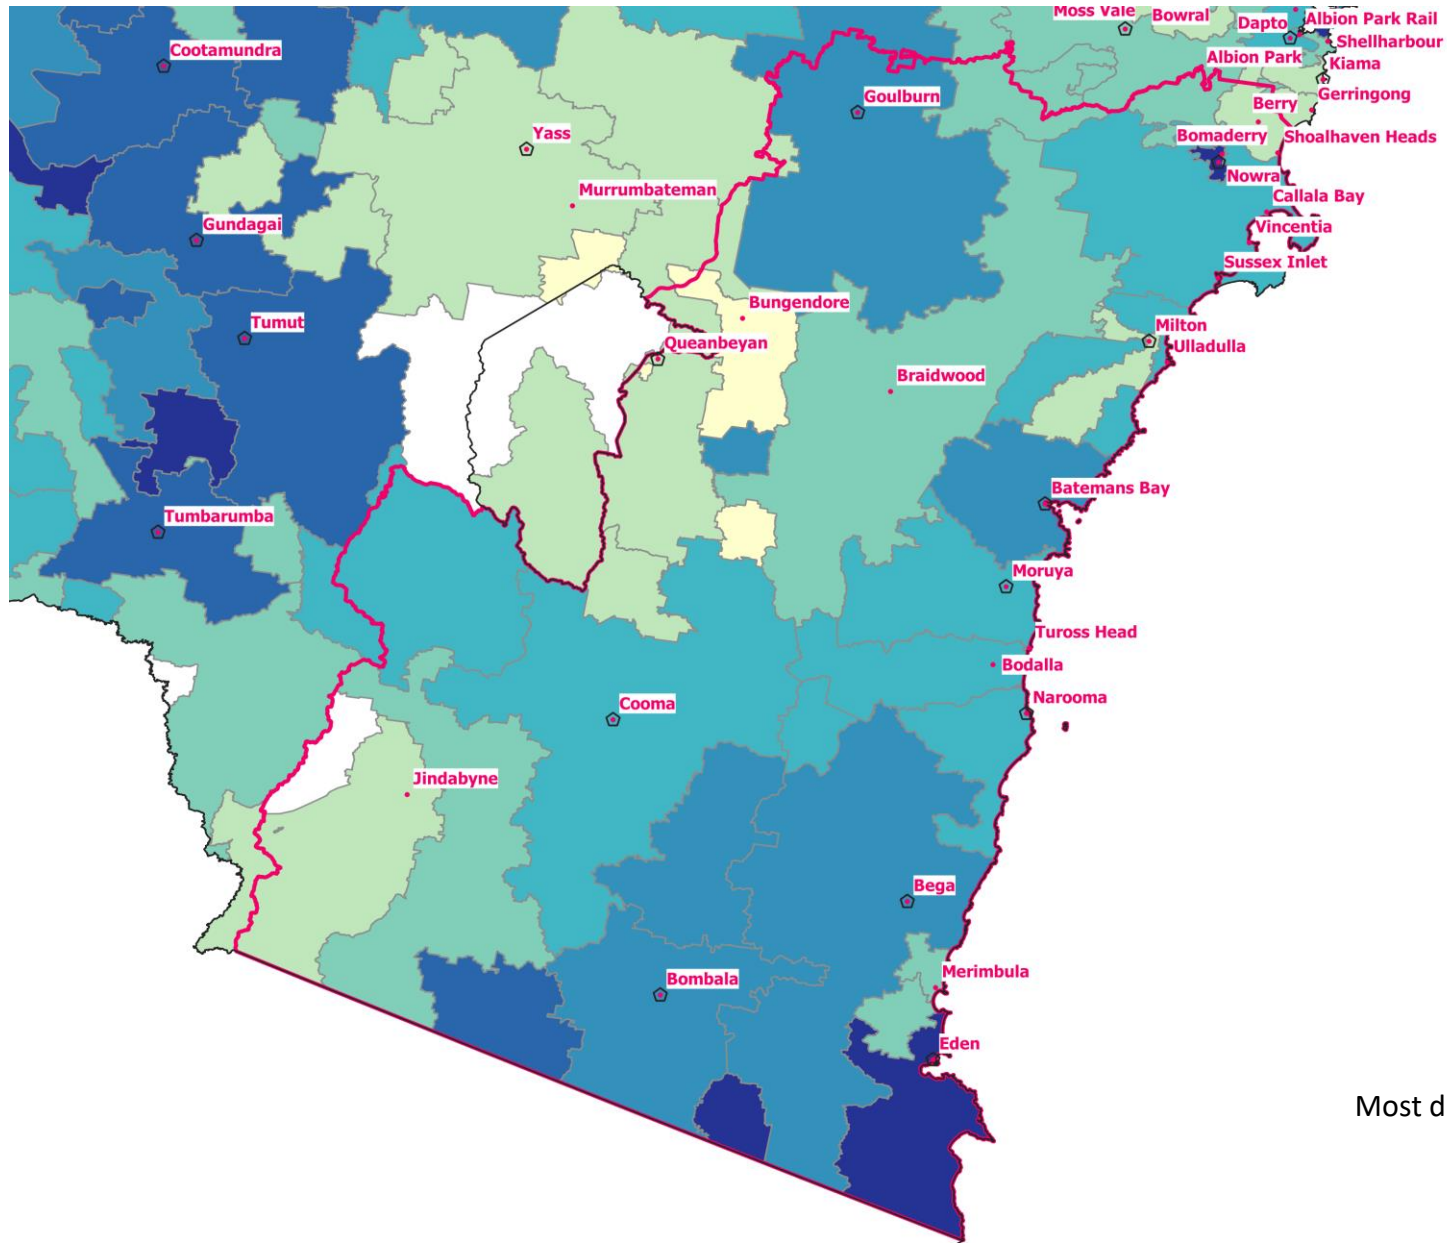 Moss Vale
Bowral
Dapto
Albion Park Rail
Shellharbour
Cootamundra
Albion Park
Kiama
Goulburn
Gerringong
Berry
Yass
Bomaderry
Shoalhaven Heads
Nowra
Murrumbateman
Callala Bay
Gundagai
Vincentia
Sussex Inlet
Bungendore
Tumut
Milton
Queanbeyan
Ulladulla
Braidwood
Batemans Bay
Tumbarumba
Moruya
Tuross Head
Bodalla
Cooma
Narooma
Jindabyne
Bega
Bombala
Merimbula
Eden
Most d